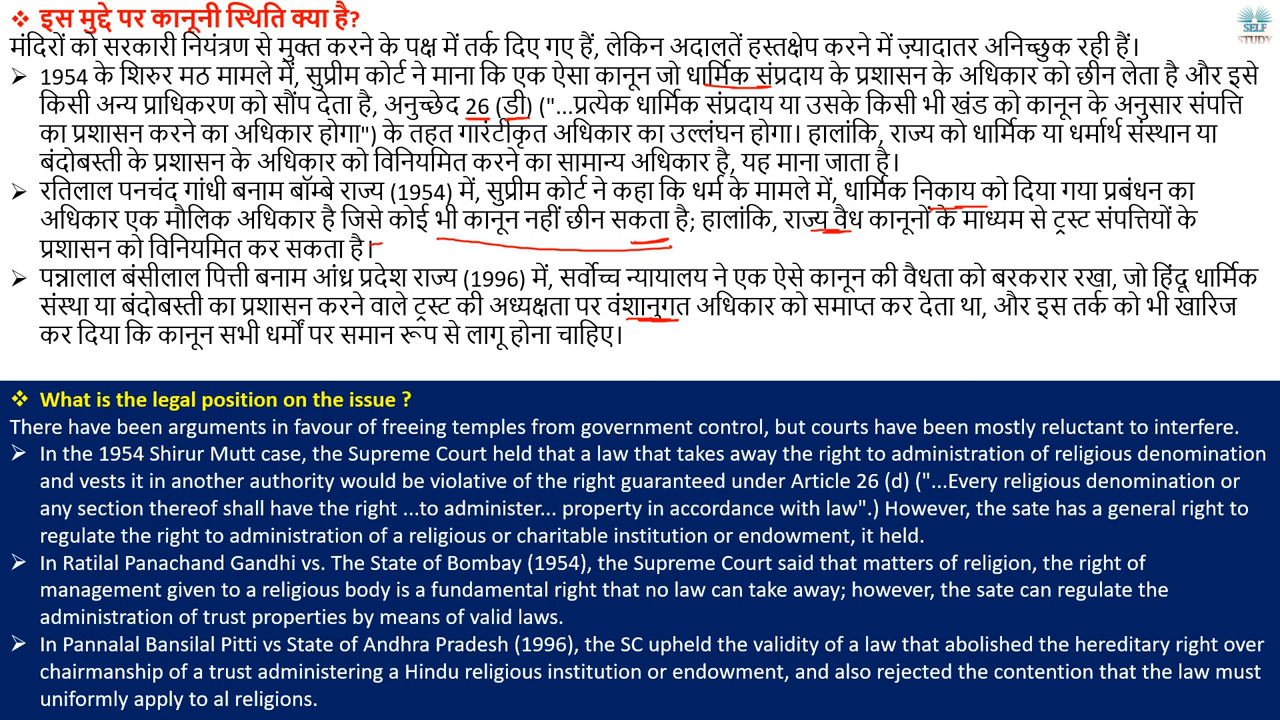 ❖ इस मुद्दे पर कानूनी स्थिति क्या है?
SELF
STUDY
मंदिरों को सरकारी नियंत्रण से मुक्त करने के पक्ष में तर्क दिए गए हैं, लेकिन अदालतें हस्तक्षेप करने में ज़्यादातर अनिच्छुक रही हैं।
➢ 1954 के शिरुर मठ मामले में, सुप्रीम कोर्ट ने माना कि एक ऐसा कानून जो धार्मिक संप्रदाय के प्रशासन के अधिकार को छीन लेता है और इसे
किसी अन्य प्राधिकरण को सौंप देता है, अनुच्छेद 26 (डी) ("...प्रत्येक धार्मिक संप्रदाय या उसके किसी भी खंड को कानून के अनुसार संपत्ति
का प्रशासन करने का अधिकार होगा") के तहत गारंटीकृत अधिकार का उल्लंघन होगा। हालांकि, राज्य को धार्मिक या धर्मार्थ संस्थान या
बंदोबस्ती के प्रशासन के अधिकार को विनियमित करने का सामान्य अधिकार है, यह माना जाता है।
➢ रतिलाल पनचंद गांधी बनाम बॉम्बे राज्य (1954) में, सुप्रीम कोर्ट ने कहा कि धर्म के मामले में, धार्मिक निकाय को दिया गया प्रबंधन का
अधिकार एक मौलिक अधिकार है जिसे कोई भी कानून नहीं छीन सकता है; हालांकि, राज्य वैध कानूनों के माध्यम से ट्रस्ट संपत्तियों के
प्रशासन को विनियमित कर सकता है।
➢ पन्नालाल बंसीलाल पित्ती बनाम आंध्र प्रदेश राज्य (1996) में, सर्वोच्च न्यायालय ने एक ऐसे कानून की वैधता को बरकरार रखा, जो हिंदू धार्मिक
संस्था या बंदोबस्ती का प्रशासन करने वाले ट्रस्ट की अध्यक्षता पर वंशानुगत अधिकार को समाप्त कर देता था, और इस तर्क को भी खारिज
कर दिया कि कानून सभी धर्मों पर समान रूप से लागू होना चाहिए।
❖ What is the legal position on the issue ?
There have been arguments in favour of freeing temples from government control, but courts have been mostly reluctant to interfere.
➢ In the 1954 Shirur Mutt case, the Supreme Court held that a law that takes away the right to administration of religious denomination
and vests it in another authority would be violative of the right guaranteed under Article 26 (d) ("...Every religious denomination or
any section thereof shall have the right ...to administer... property in accordance with law".) However, the sate has a general right to
regulate the right to administration of a religious or charitable institution or endowment, it held.
➢ In Ratilal Panachand Gandhi vs. The State of Bombay (1954), the Supreme Court said that matters of religion, the right of
management given to a religious body is a fundamental right that no law can take away; however, the sate can regulate the
administration of trust properties by means of valid laws.
➢ In Pannalal Bansilal Pitti vs State of Andhra Pradesh (1996), the SC upheld the validity of a law that abolished the hereditary right over
chairmanship of a trust administering a Hindu religious institution or endowment, and also rejected the contention that the law must
uniformly apply to al religions.